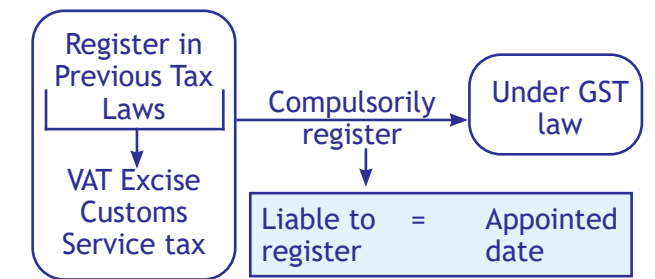 Register in
Previous Tax
Laws
VAT Excise
Customs
Service tax
Compulsorily
register
Under GST
law
Liable to = Appointed
register date